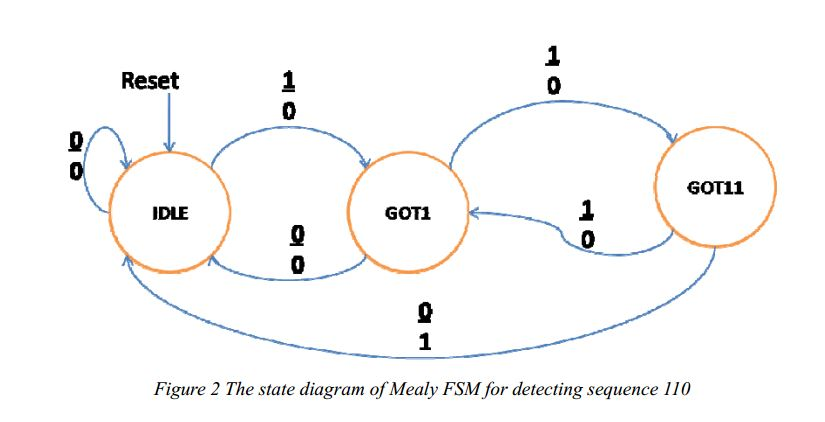 Reset
1
0
1
0
0
0
IDLE
GOT1
GOT11
0
0
1
0
0
1
Figure 2 The state diagram of Mealy FSM for detecting sequence 110